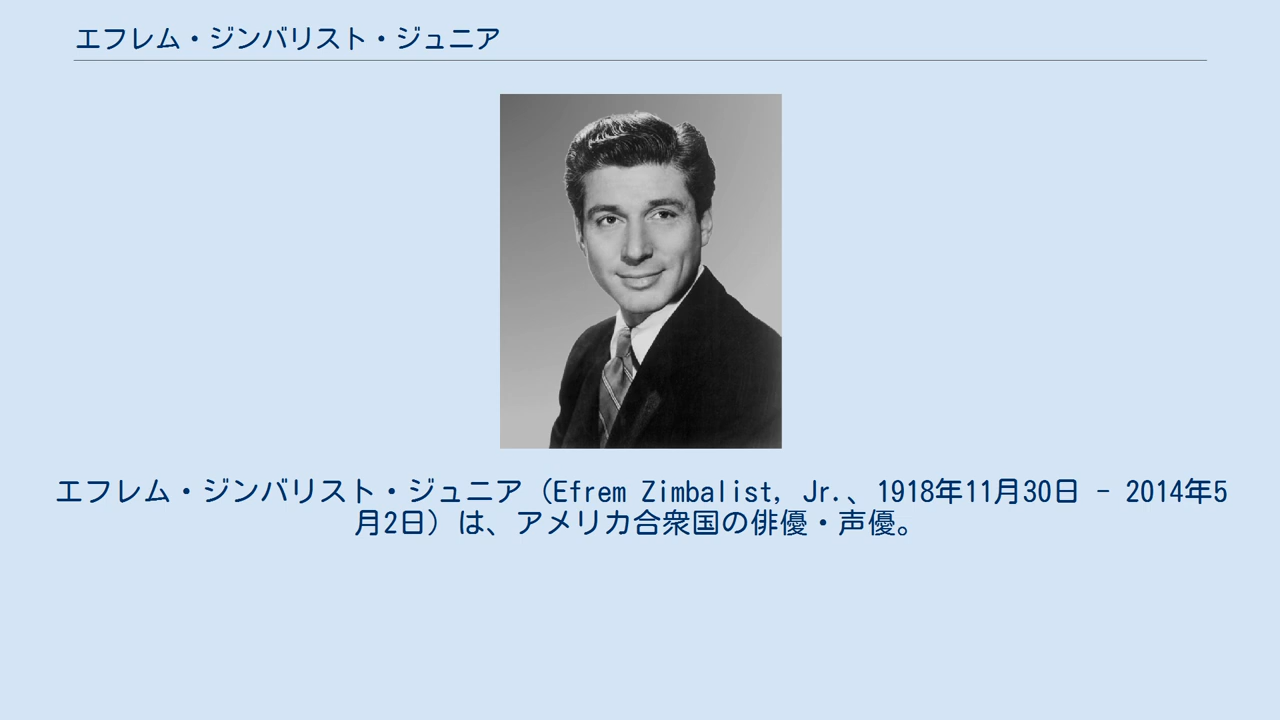 エフレム・ジンバリスト・ジュニア
エフレム・ジンバリスト・ジュニア（Efrem Zimbalist, Jr.、1918年11月30日 - 2014年5
月2日）は、アメリカ合衆国の俳優・声優。